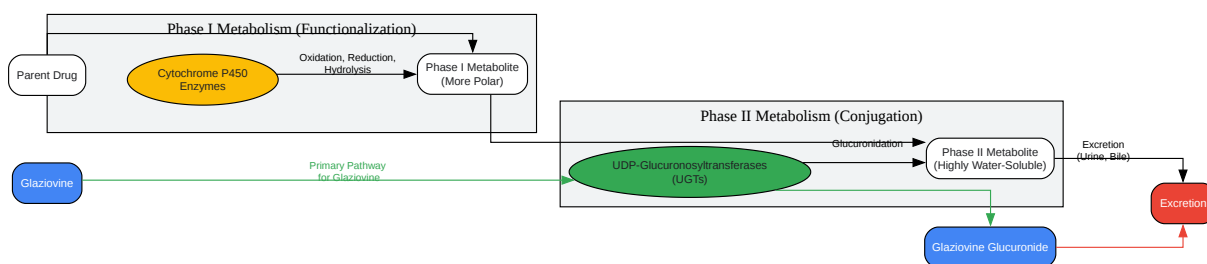 Phase I Metabolism (Functionalization)
Parent Drug
Cytochrome P450
Enzymes
Oxidation, Reduction,
Hydrolysis
Phase I Metabolite
(More Polar)
Phase II Metabolism (Conjugation)
Glucuronidation
Phase II Metabolite
(Highly Water-Soluble)
Excretion
(Urine, Bile)
Glaziovine
Primary Pathway
for Glaziovine
UDP-Glucuronosyltransferases
(UGTs)
Excretion
Glaziovine Glucuronide